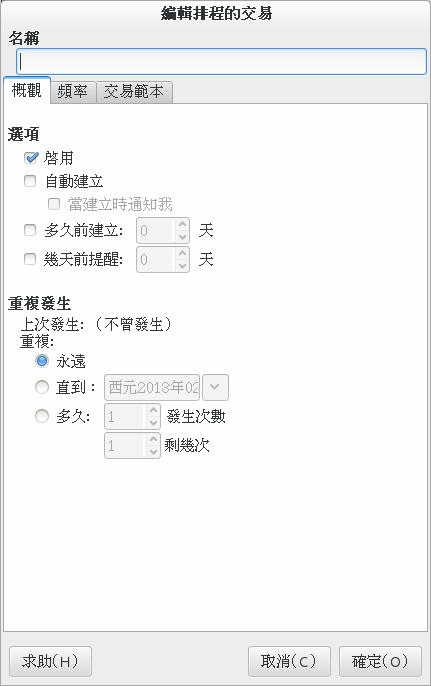 編輯排程的交易
名稱
概觀 頻率 交易範本
選項
啓用
自動建立
當建立時通知我
多久前建立: 0 天
幾天前提醒: 0 天
重複發生
上次發生: （不曾發生）
重複:
永遠
直到： 西元2013年02
多久: 1 發生次數
1 剩幾次
求助(H) 取消(C) 確定(O)